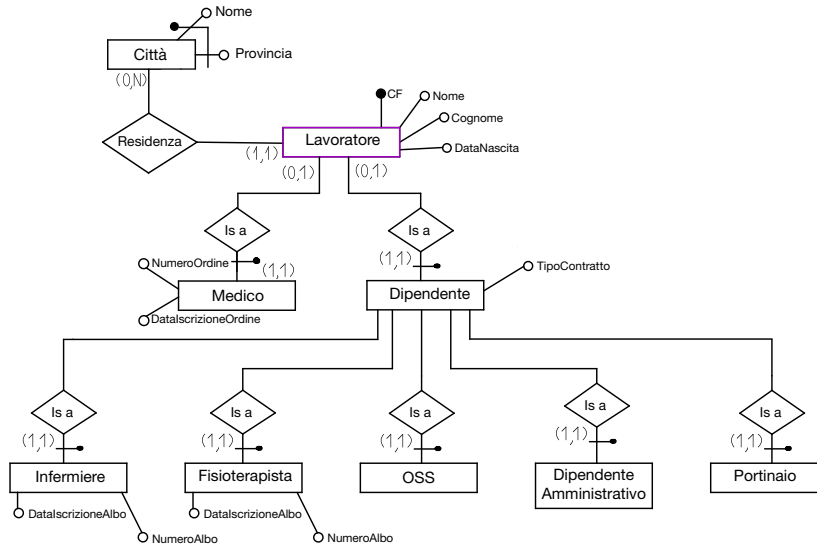 Nome
Città
Provincia
(0,N)
CF
Nome
Cognome
DataNascita
Residenza
Lavoratore
(1,1)
(0,1)
(0,1)
Is a
Is a
NumeroOrdine
(1,1)
(1,1)
TipoContratto
Medico
Dipendente
DataIscrizioneOrdine
Is a
Is a
Is a
Is a
Is a
(1,1)
(1,1)
(1,1)
(1,1)
(1,1)
Infermiere
Fisioterapista
OSS
Dipendente
Amministrativo
Portinaio
DataIscrizioneAlbo
DataIscrizioneAlbo
NumeroAlbo
NumeroAlbo